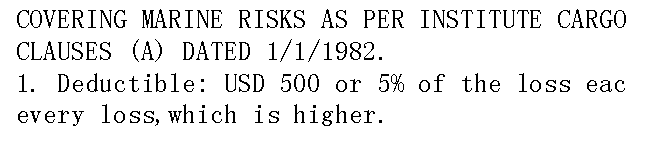 COVERING MARINE RISKS AS PER INSTITUTE CARGO
CLAUSES (A) DATED 1/1/1982.
1. Deductible: USD 500 or 5% of the loss eac
every loss,which is higher.